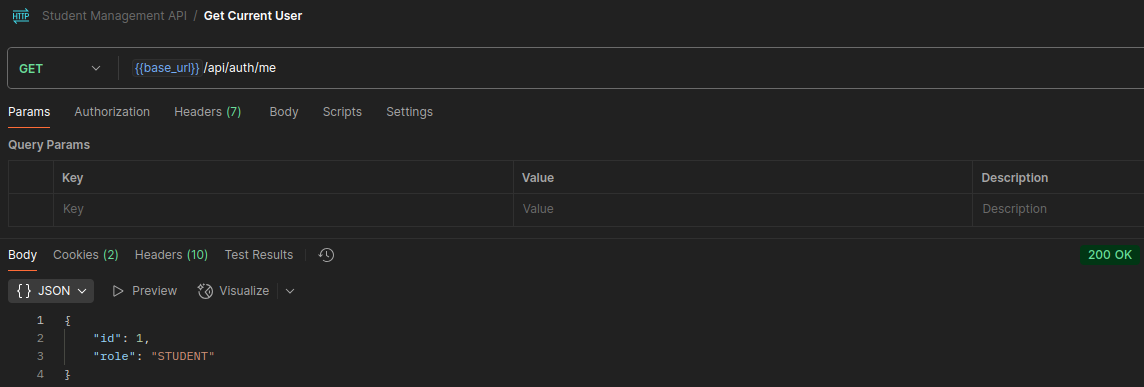 HTTP Student Management API / Get Current User
GET {{base_url}} /api/auth/me
Params Authorization Headers (7) Body Scripts Settings
Query Params
Key Value Description
Key Value Description
Body Cookies (2) Headers (10) Test Results 200 OK
{} JSON Preview Visualize
1 {
2 "id": 1,
3 "role": "STUDENT"
4 }